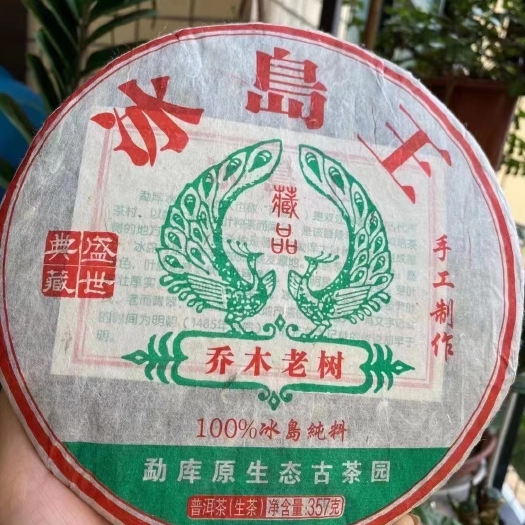 冰島王
藏品
盛世
典藏
手工制作
乔木老树
100%冰島純料
勐库原生态古茶园
普洱茶(生茶) 净含量:357克